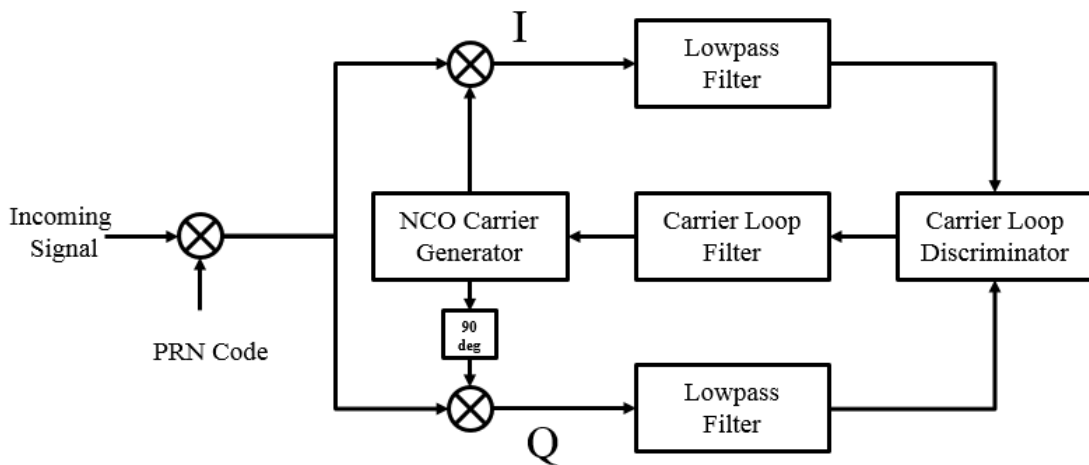 I
Lowpass
Filter
Incoming
Signal
NCO Carrier
Generator
Carrier Loop
Filter
Carrier Loop
Discriminator
90
deg
PRN Code
Lowpass
Filter
Q